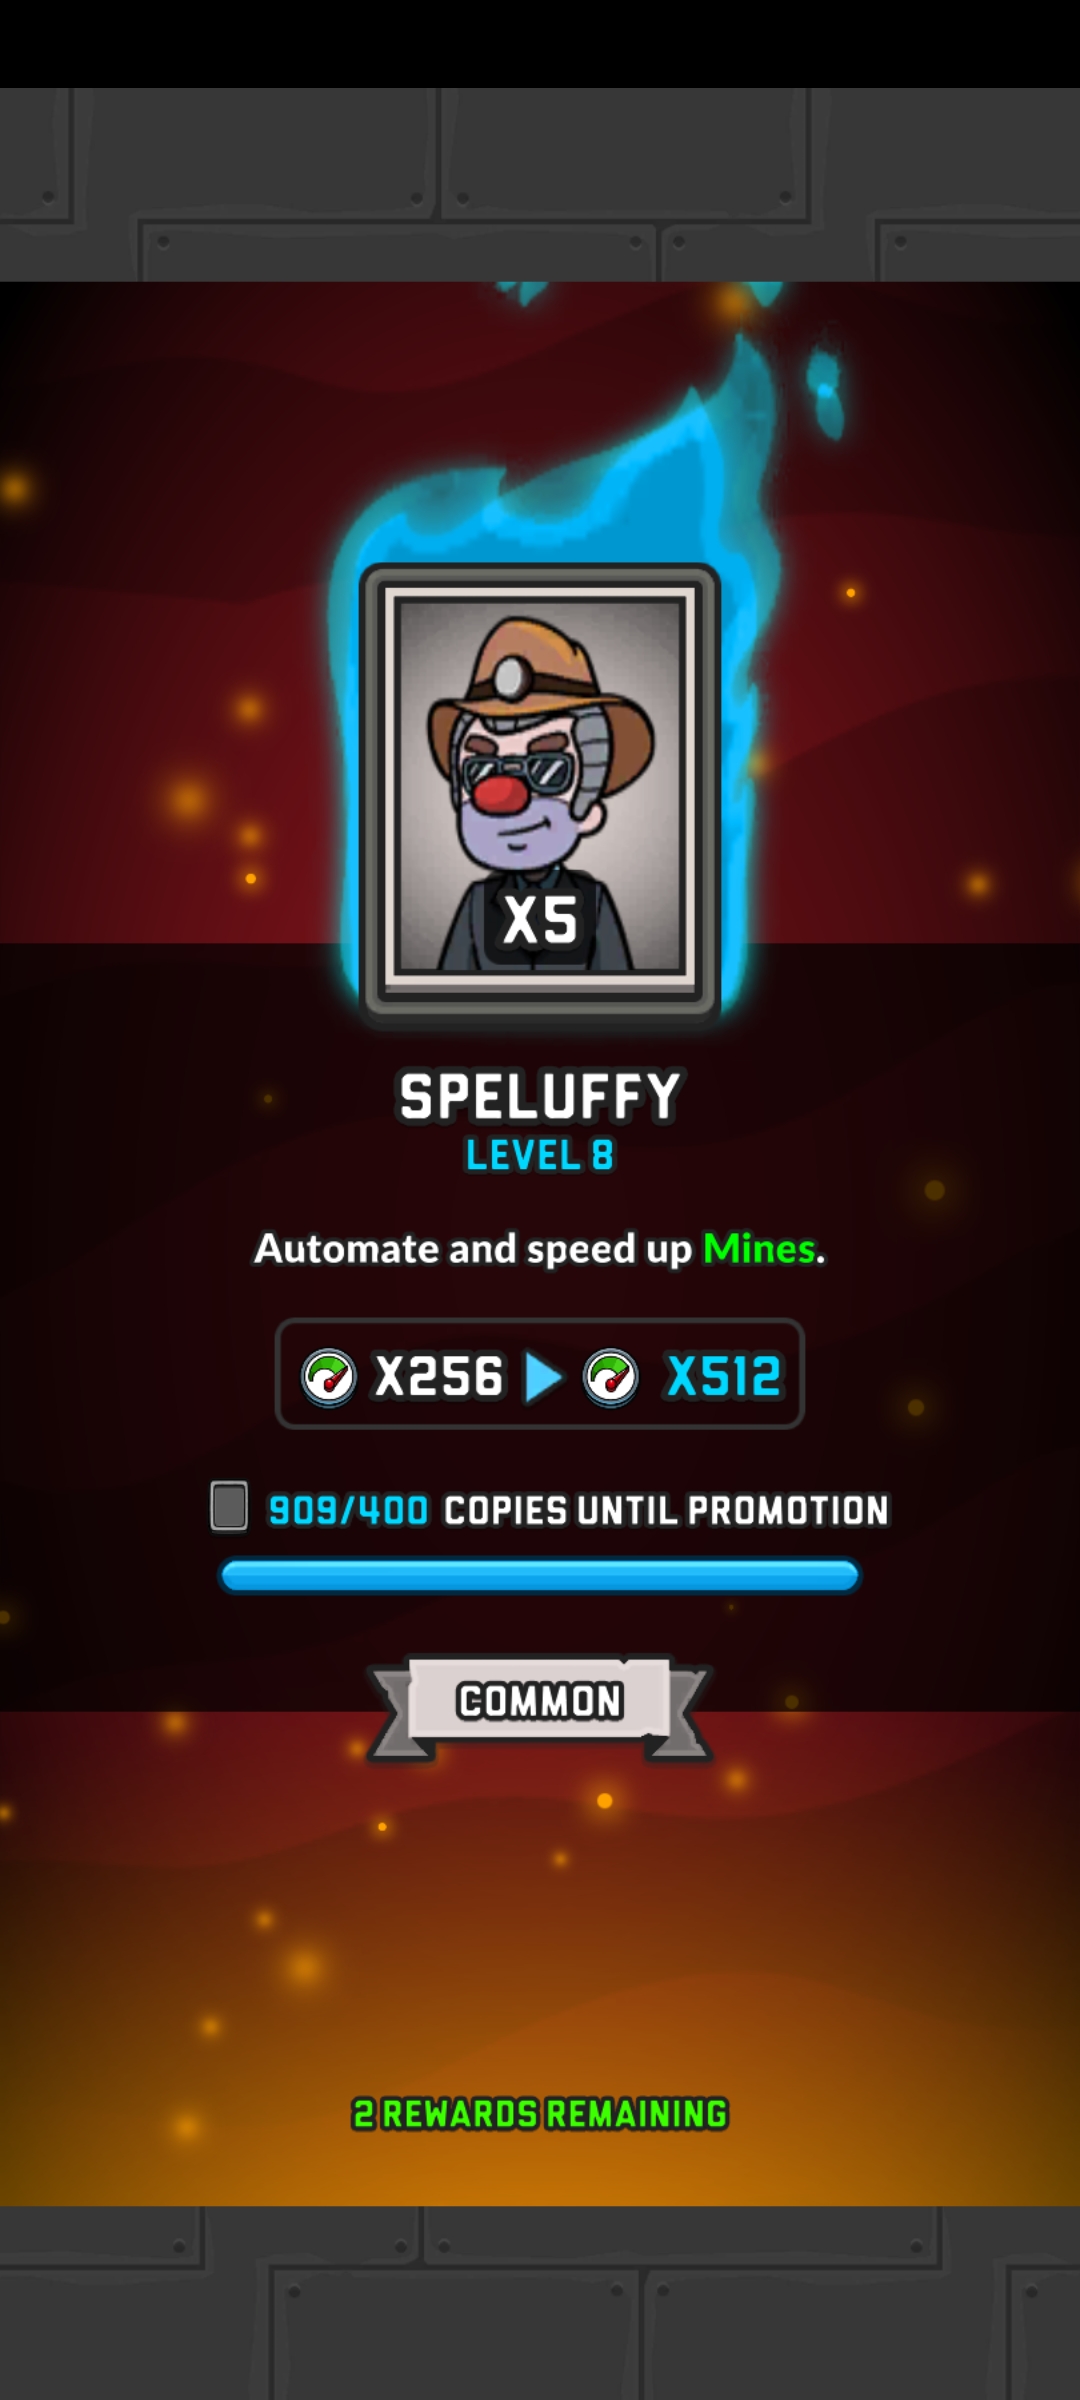 X5
SPELUFFY
LEVEL 8
Automate and speed up Mines.
X256 X512
909/400 COPIES UNTIL PROMOTION
COMMON
2 REWARDS REMAINING